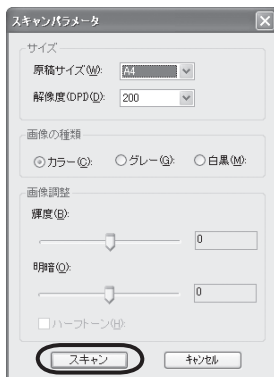 スキャンパラメータ
サイズ
原稿サイズ(W): A4
解像度(DPI)(D): 200
画像の種類
カラー(C): グレー(G): 白黒(M):
画像調整
輝度(B):
0
明暗(O):
0
ハーフトーン(H):
スキャン キャンセル